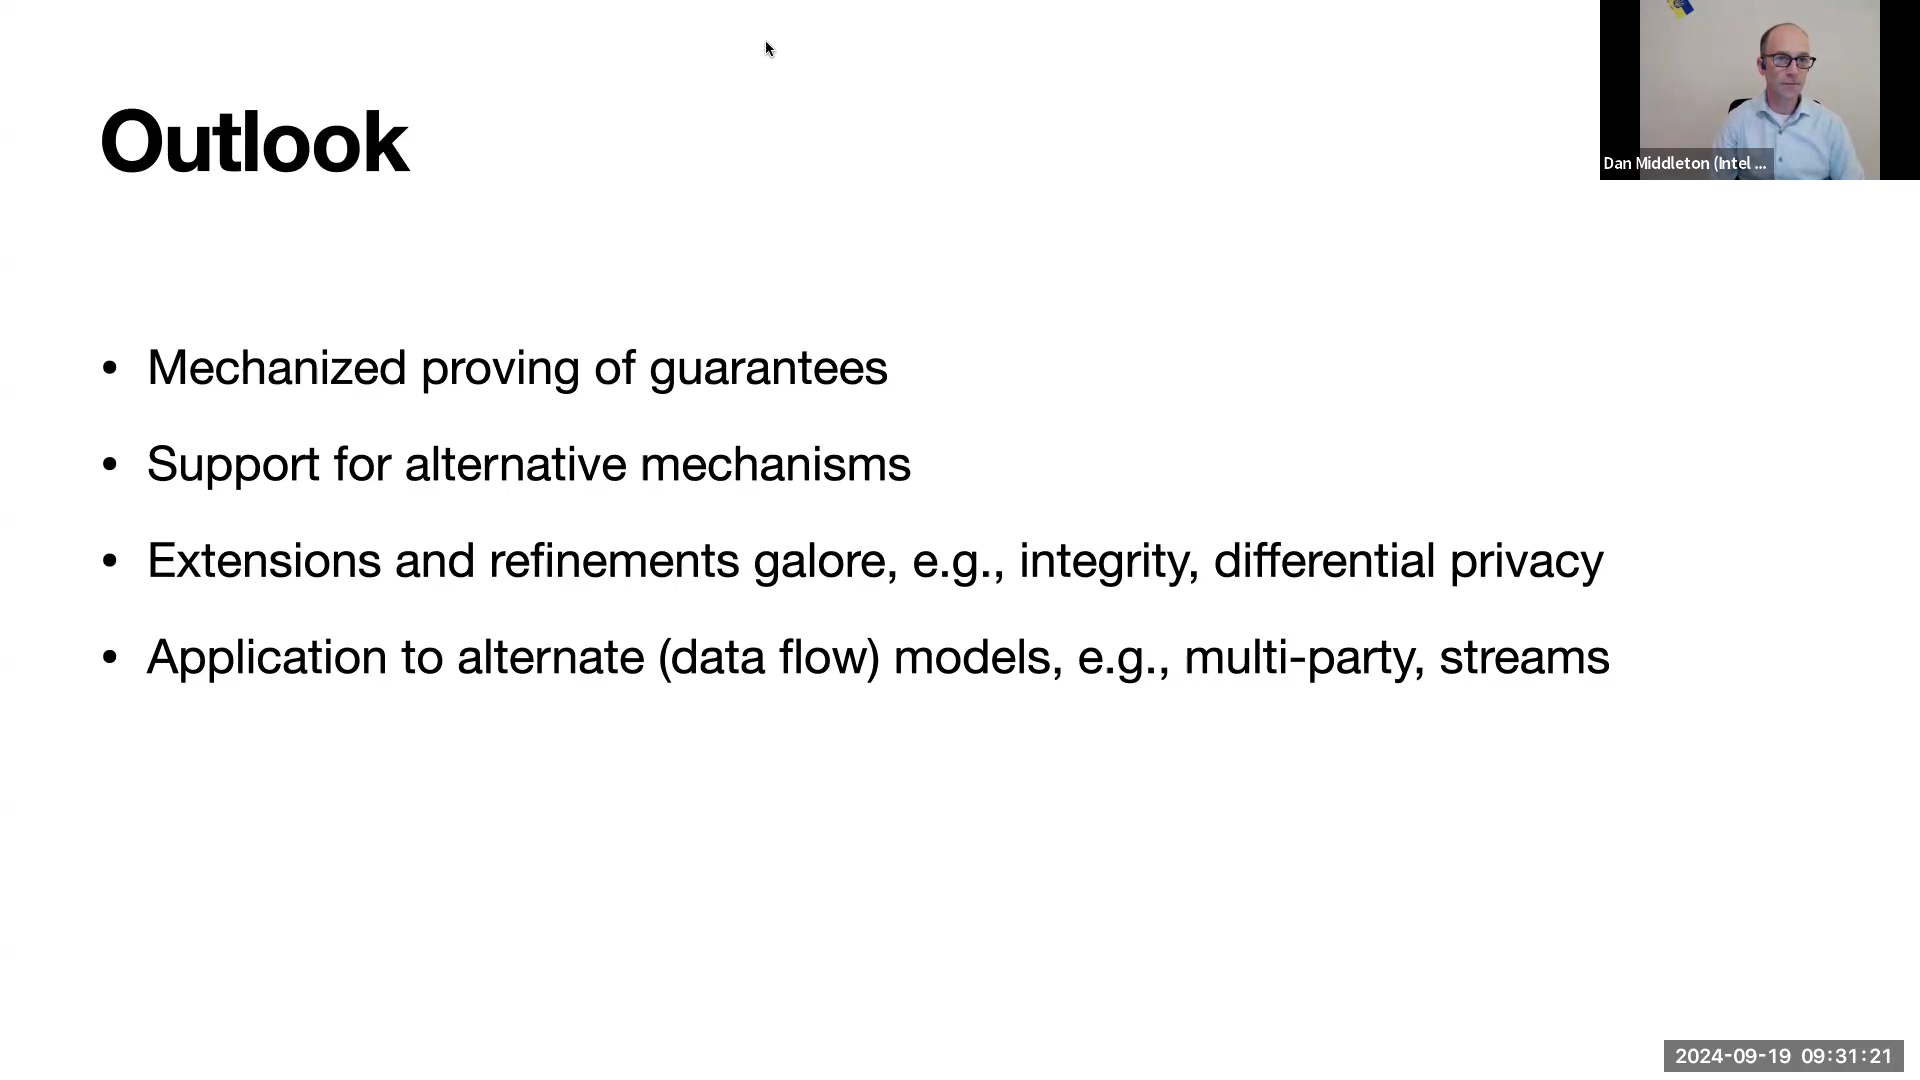 Outlook
Dan Middleton (Intel ...
• Mechanized proving of guarantees
• Support for alternative mechanisms
• Extensions and refinements galore, e.g., integrity, differential privacy
• Application to alternate (data flow) models, e.g., multi-party, streams
2024-09-19 09:31:21